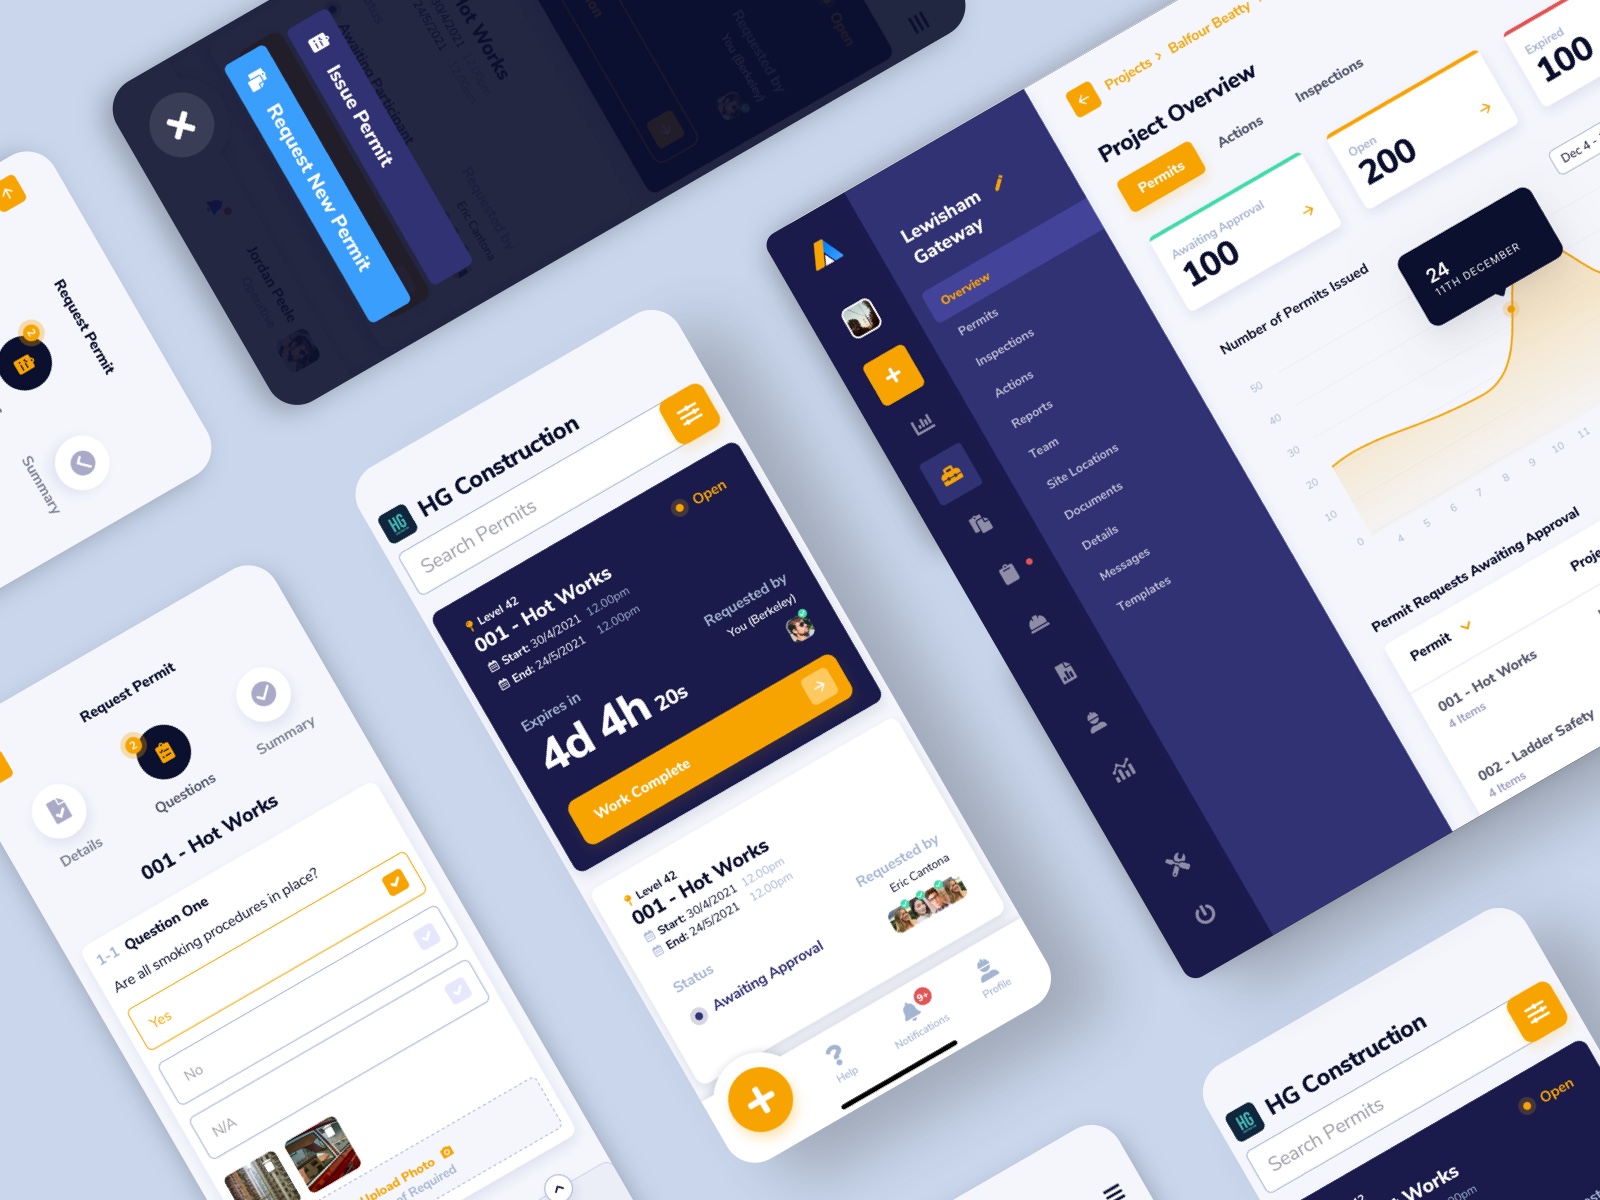 Request Permit
2
Summary
Request New Permit
Issue Permit
Awaiting Participant
Hot Works
30/4/2021
24/5/2021
Requested by
Eric Cantona
Requested by
You (Berkeley)
Open
Jordan Peele
Request Permit
2
Details
Questions
Summary
001 - Hot Works
1-1 Question One
Are all smoking procedures in place?
Yes
No
N/A
Upload Photo
of Required
HG
HG Construction
Search Permits
Open
Level 42
001 - Hot Works
Start: 30/4/2021 12.00pm
End: 24/5/2021 12.00pm
Requested by
You (Berkeley)
Expires in
4d 4h 20s
Work Complete
Level 42
001 - Hot Works
Start: 30/4/2021 12.00pm
End: 24/5/2021 12.00pm
Requested by
Eric Cantona
Status
Awaiting Approval
Help
9+
Notifications
Profile
Lewisham
Gateway
Overview
Permits
Inspections
Actions
Reports
Team
Site Locations
Documents
Details
Messages
Templates
Projects > Balfour Beatty
Project Overview
Permits
Actions
Inspections
Awaiting Approval
100
Open
200
Expired
100
Dec 4 -
Number of Permits Issued
24
11TH DECEMBER
50
40
30
20
10
0
4 5 6 7 8 9 10 11
Permit Requests Awaiting Approval
Permit
001 - Hot Works
4 Items
002 - Ladder Safety
4 Items
HG
HG Construction
Search Permits
Open
Hot Works